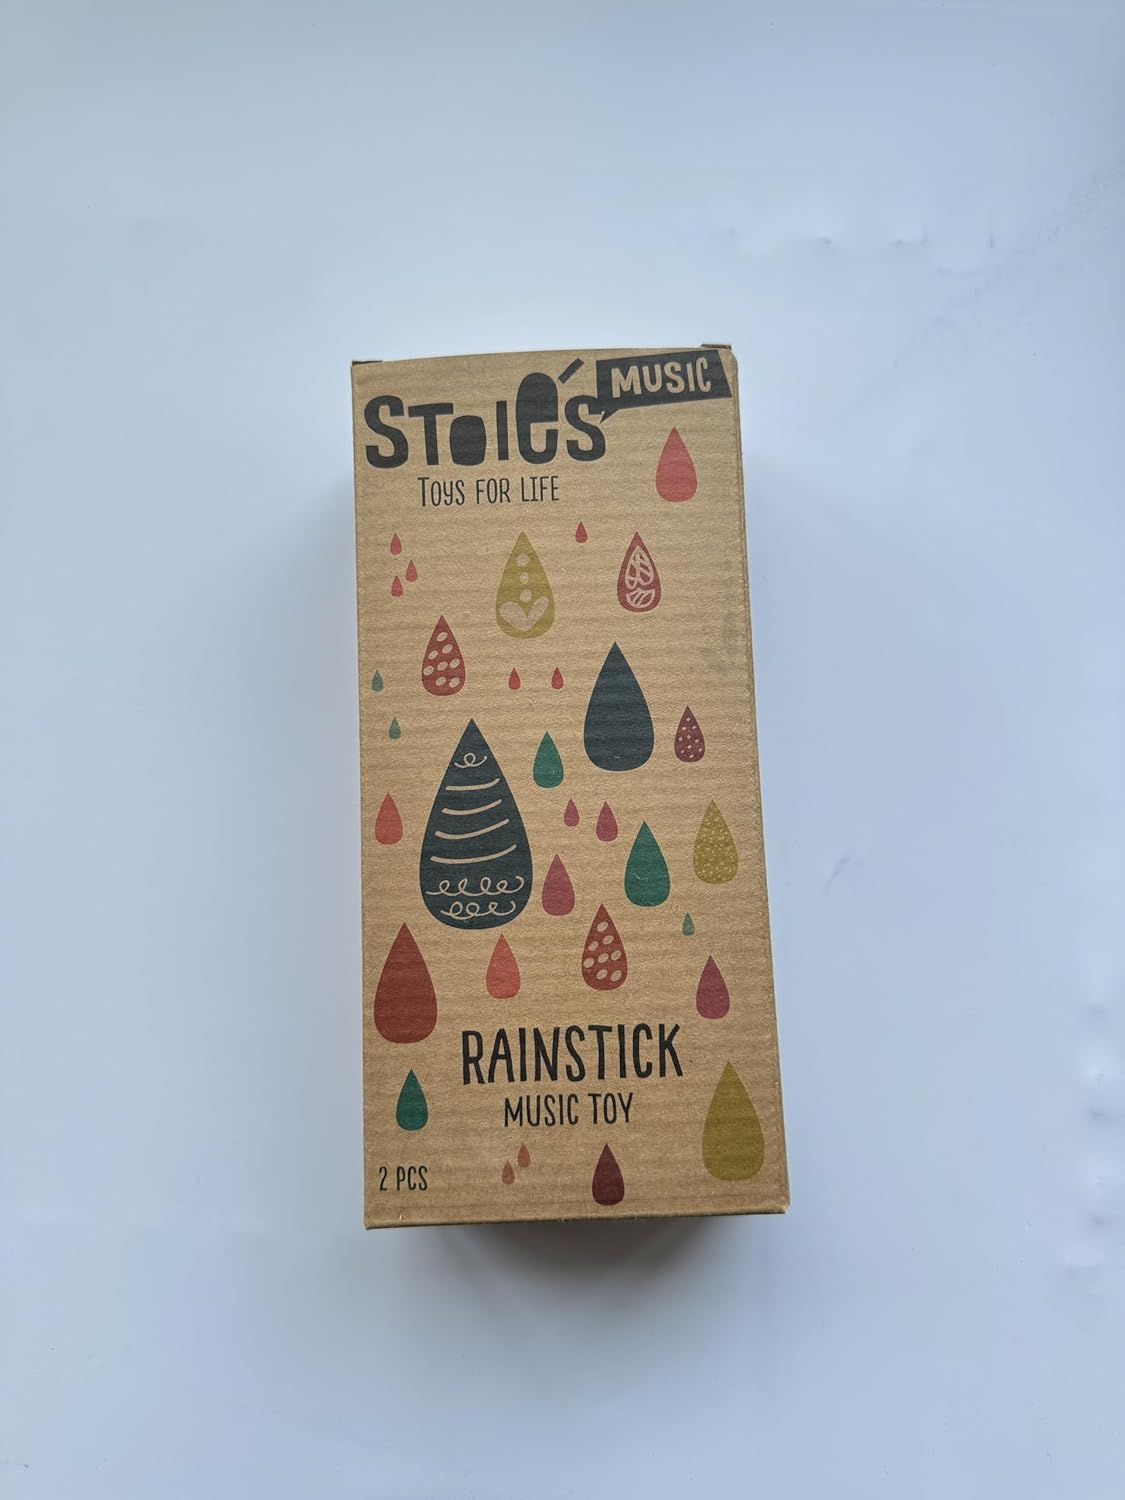 Stoie's
MUSIC
TOYS FOR LIFE
RAINSTICK
MUSIC TOY
2 PCS